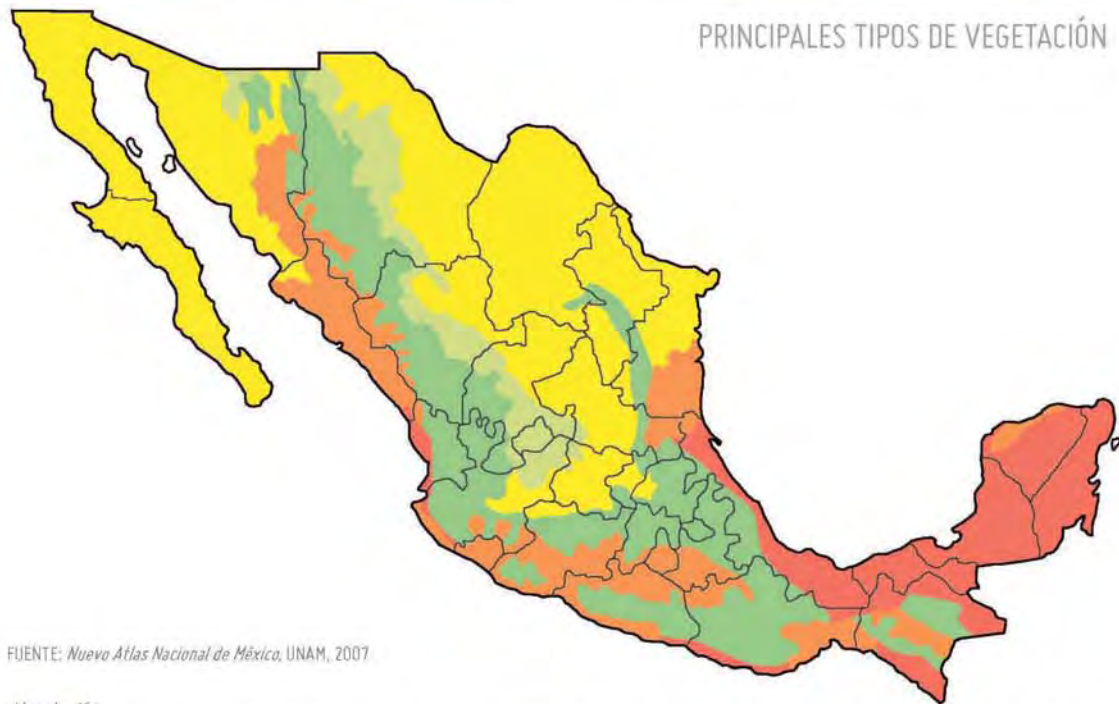 PRINCIPALES TIPOS DE VEGETACIÓN
FUENTE: Nuevo Atlas Nacional de México, UNAM, 2007